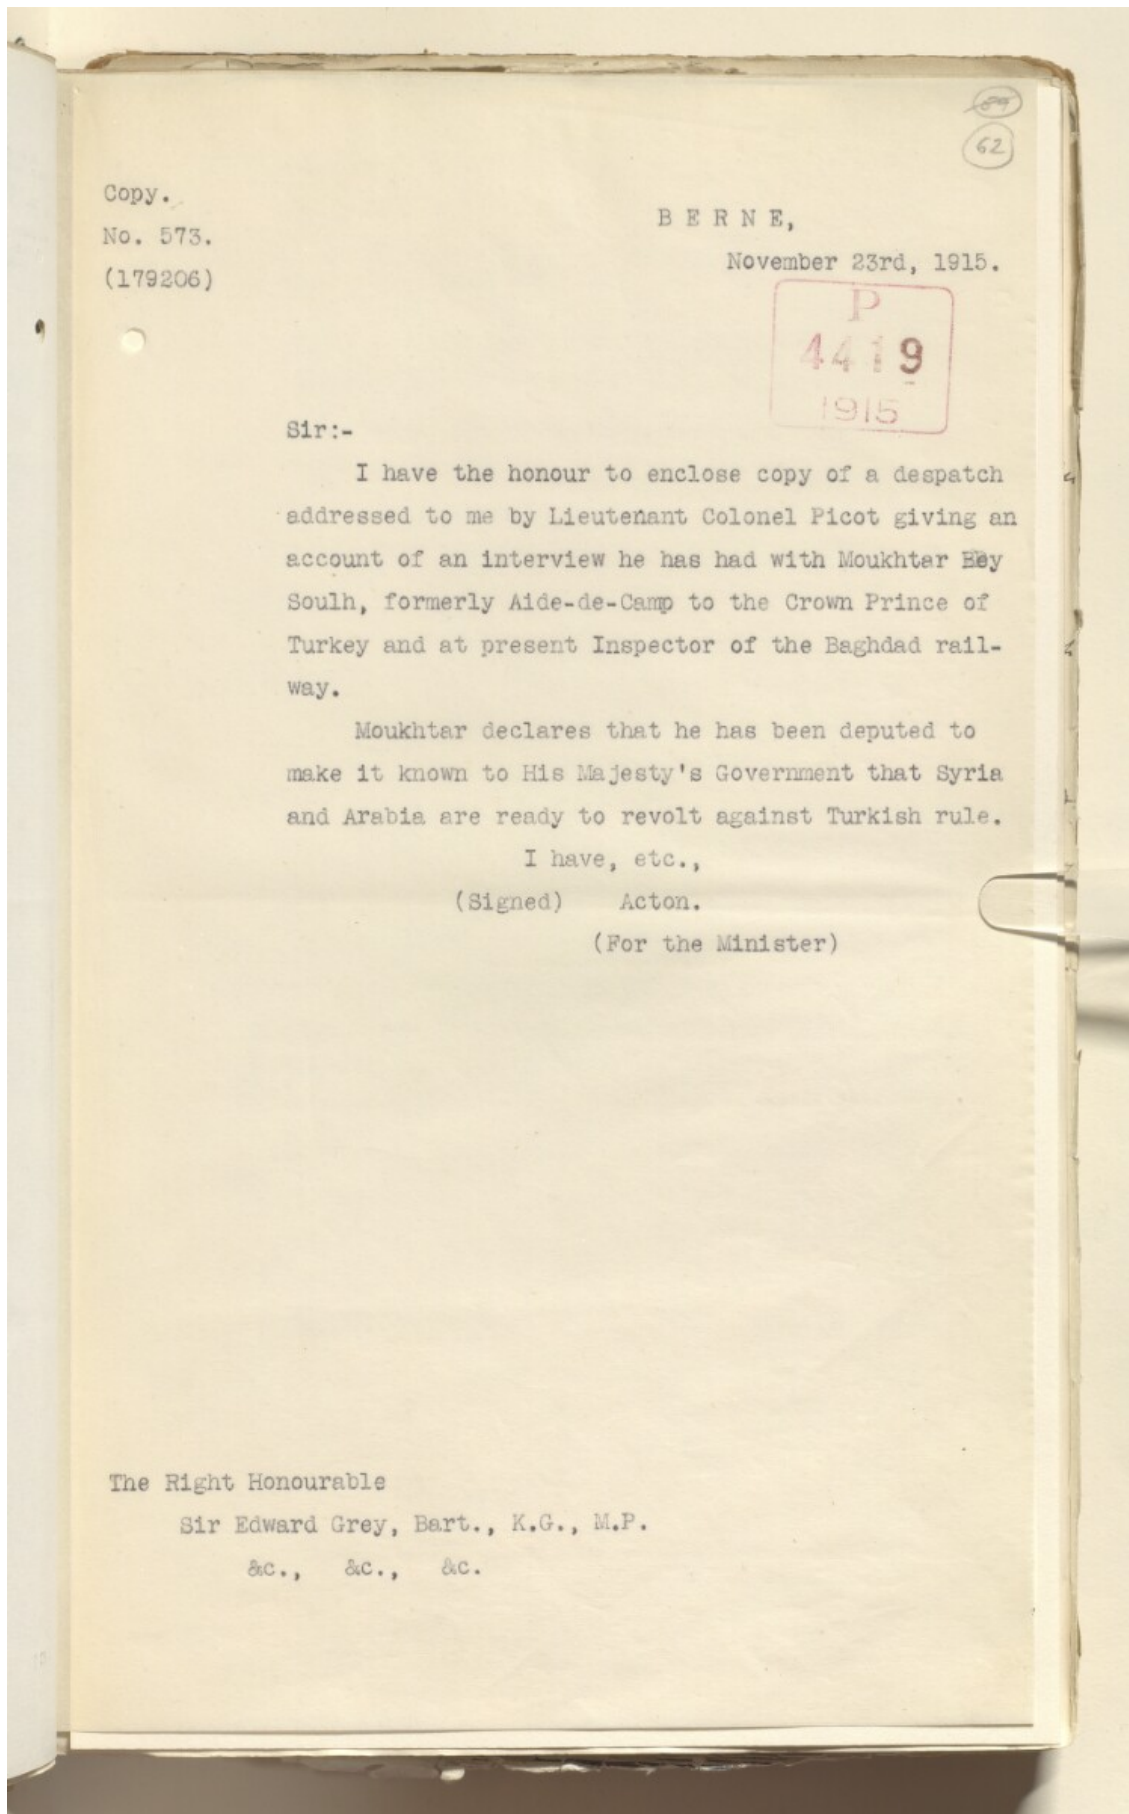 89
62
Copy.
No. 573.
(179206)
BERNE,
November 23rd, 1915.
P
4419
1915
Sir:-
I have the honour to enclose copy of a despatch
addressed to me by Lieutenant Colonel Picot giving an
account of an interview he has had with Moukhtar Bey
Soulh, formerly Aide-de-Camp to the Crown Prince of
Turkey and at present Inspector of the Baghdad rail-
way.
Moukhtar declares that he has been deputed to
make it known to His Majesty's Government that Syria
and Arabia are ready to revolt against Turkish rule.
I have, etc.,
(Signed) Acton.
(For the Minister)
The Right Honourable
Sir Edward Grey, Bart., K.G., M.P.
&c., &c., &c.